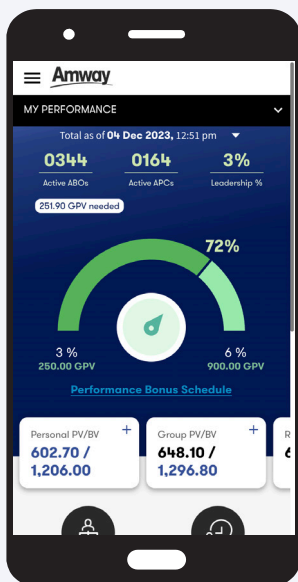 Amway
MY PERFORMANCE
Total as of 04 Dec 2023, 12:51 pm
0344 0164 3%
Active ABOs Active APCs Leadership %
251.90 GPV needed
72%
3 % 6 %
250.00 GPV 900.00 GPV
Performance Bonus Schedule
Personal PV/BV + Group PV/BV + R
602.70 / 648.10 / 6
1,206.00 1,296.80